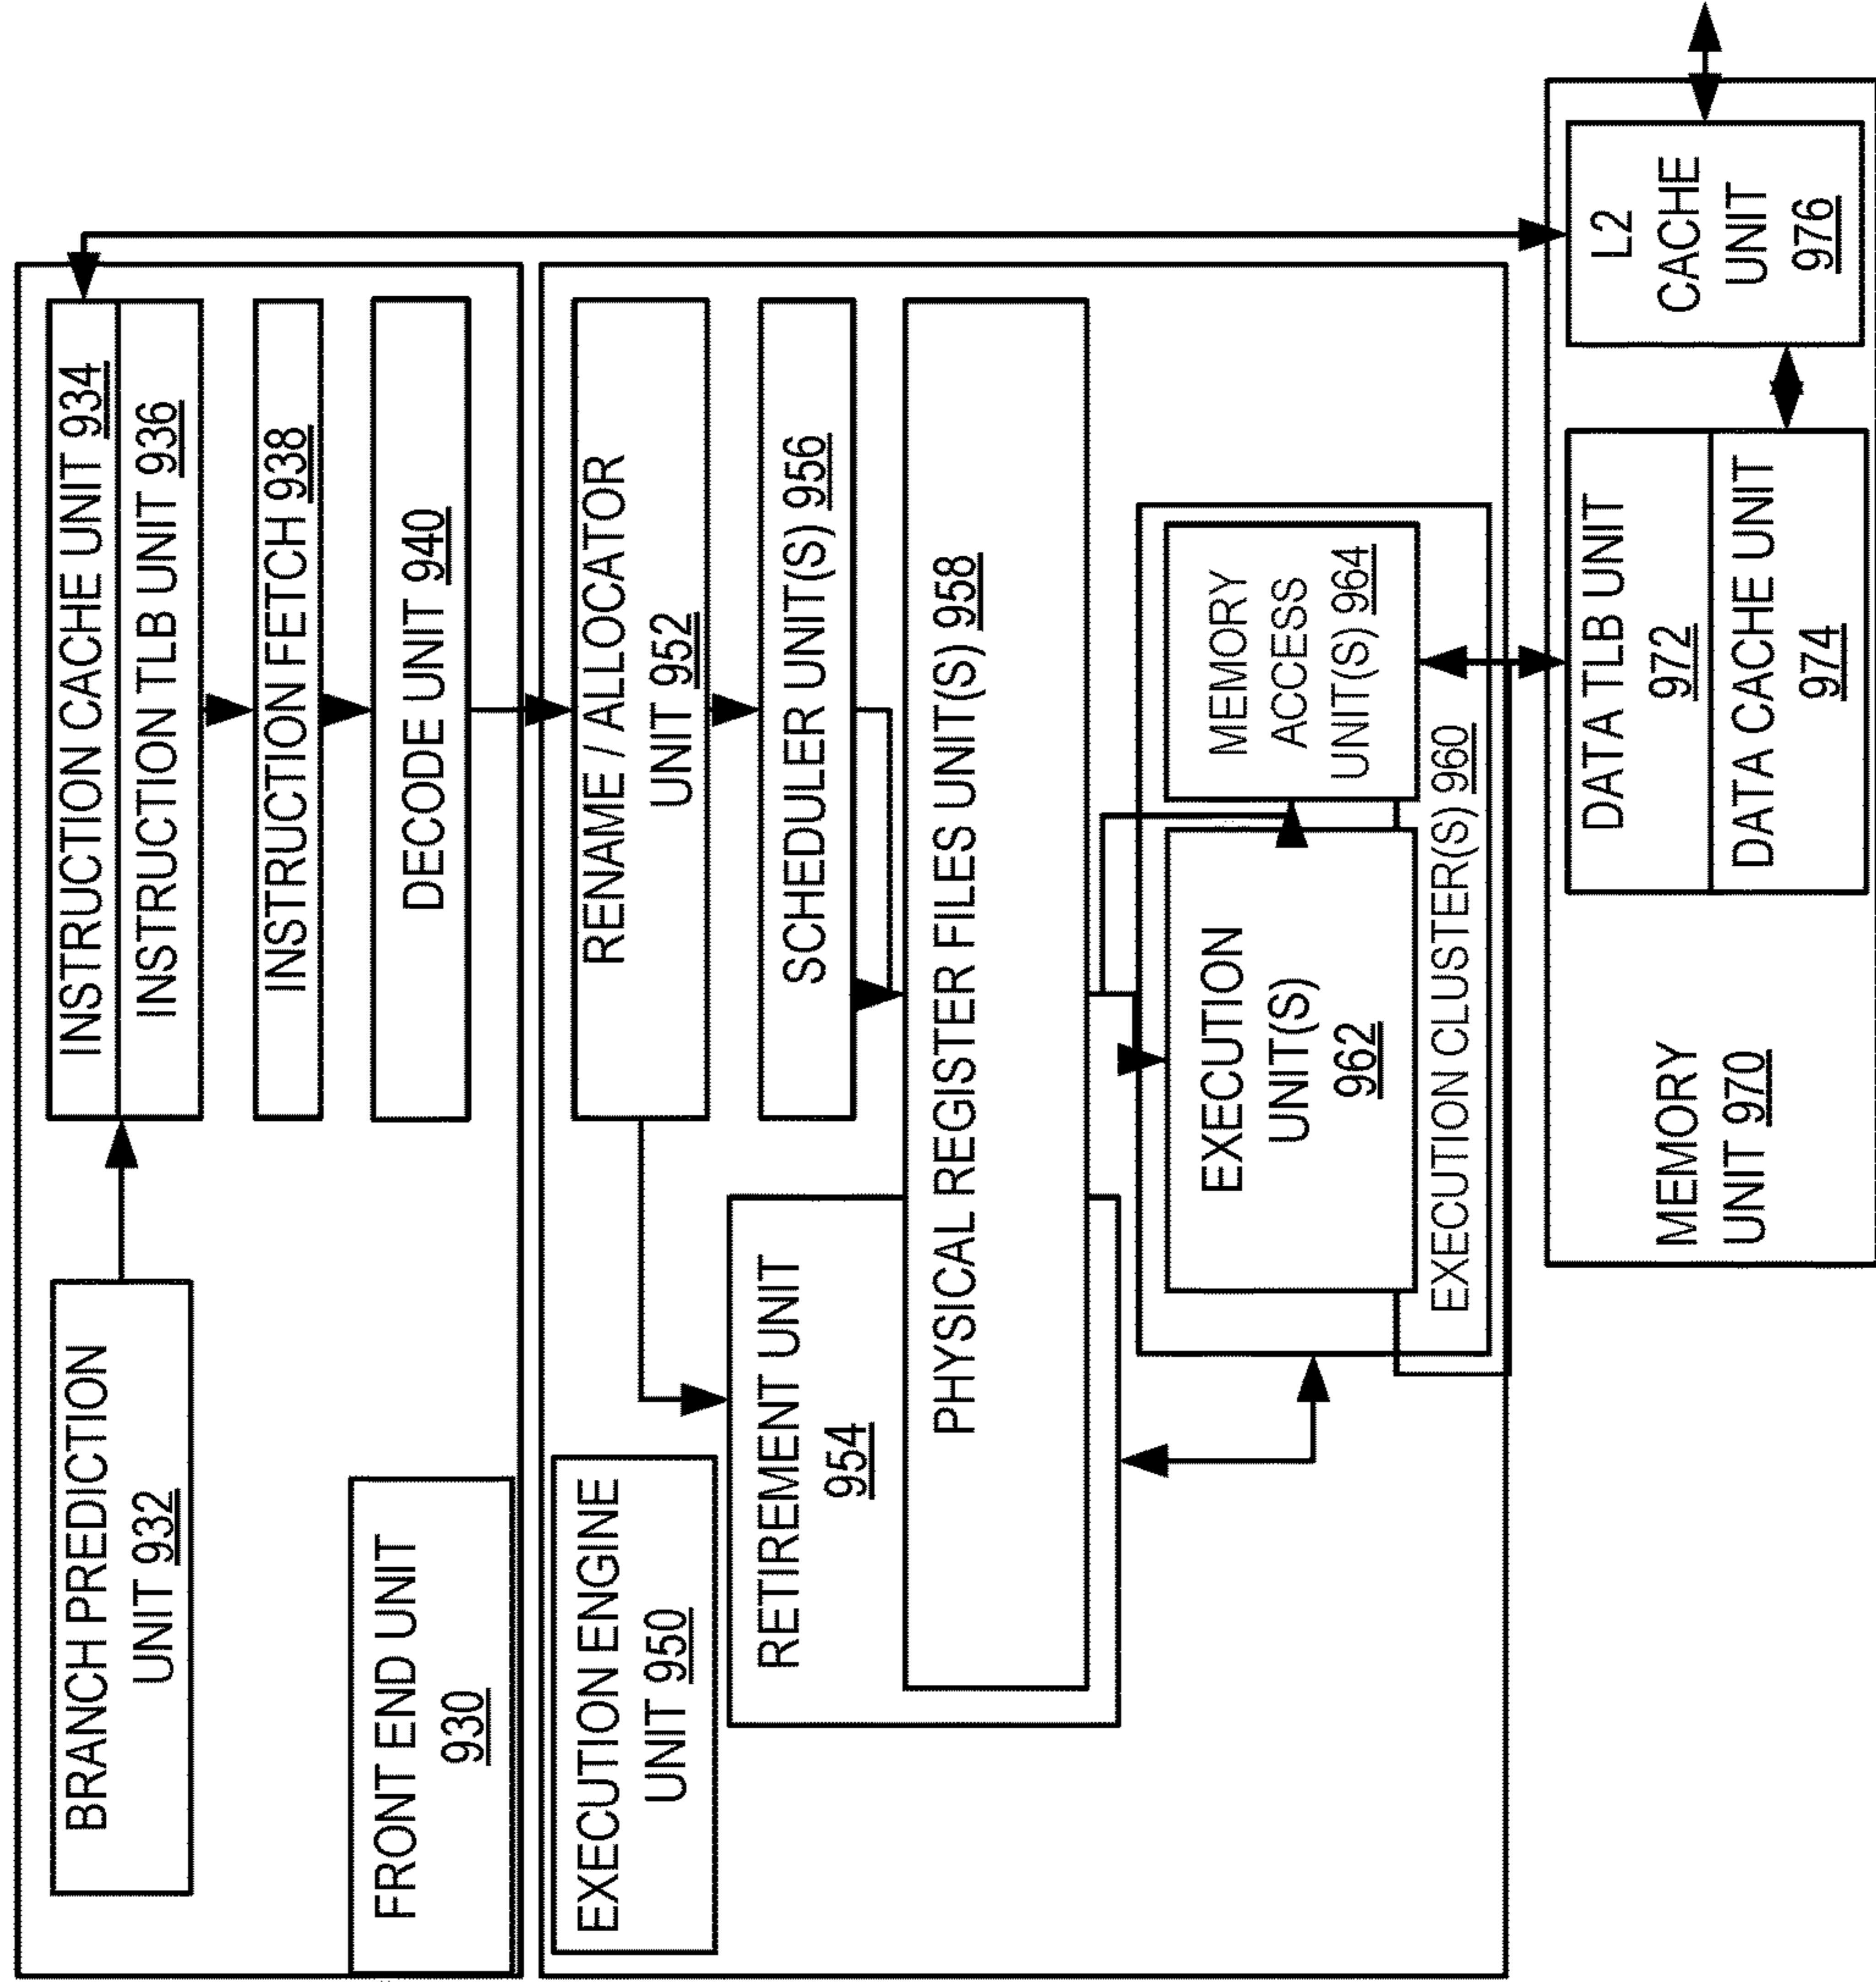 BRANCH PREDICTION
UNIT 932
INSTRUCTION CACHE UNIT 934
INSTRUCTION TLB UNIT 936
INSTRUCTION FETCH 938
FRONT END UNIT
930
DECODE UNIT 940
EXECUTION ENGINE
UNIT 950
RENAME / ALLOCATOR
UNIT 952
RETIREMENT UNIT
954
SCHEDULER UNIT(S) 956
PHYSICAL REGISTER FILES UNIT(S) 958
EXECUTION
UNIT(S)
962
MEMORY
ACCESS
UNIT(S) 964
EXECUTION CLUSTER(S) 960
MEMORY
UNIT 970
DATA TLB UNIT
972
DATA CACHE UNIT
974
L2
CACHE
UNIT
976